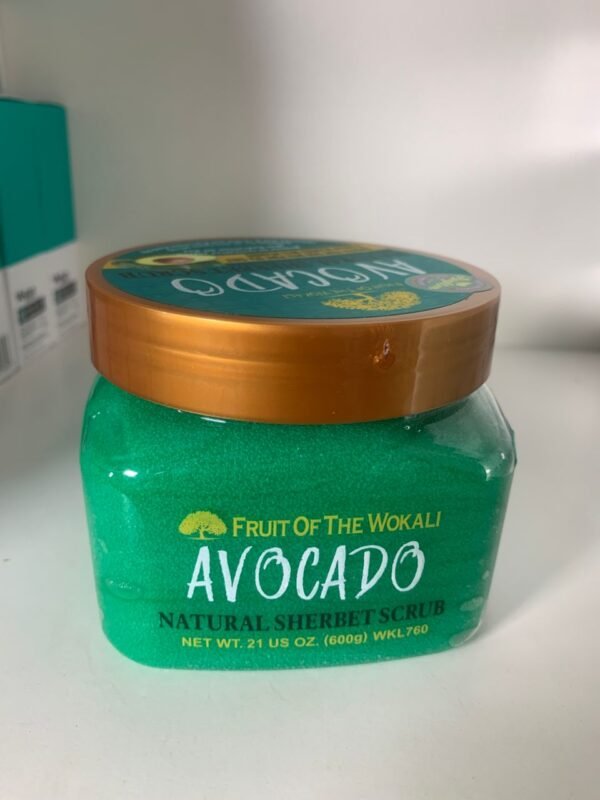 AVOCADO
FRUIT OF THE WOKALI
AVOCADO
NATURAL SHERBET SCRUB
NET WT. 21 US OZ. (600g) WKL760